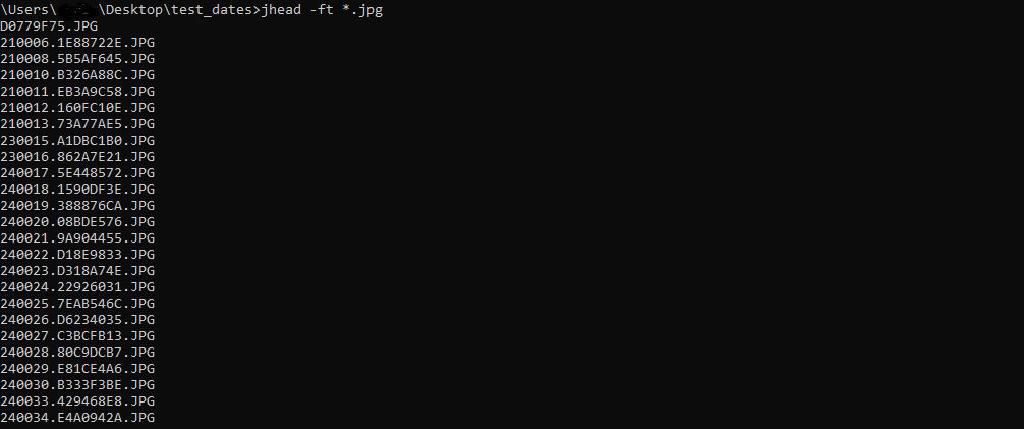 \Users\ \Desktop\test_dates>jhead -ft *.jpg
D0779F75.JPG
210006.1E88722E.JPG
210008.5B5AF645.JPG
210010.B326A88C.JPG
210011.EB3A9C58.JPG
210012.160FC10E.JPG
210013.73A77AE5.JPG
230015.A1DBC1B0.JPG
230016.862A7E21.JPG
240017.5E448572.JPG
240018.1590DF3E.JPG
240019.388876CA.JPG
240020.08BDE576.JPG
240021.9A904455.JPG
240022.D18E9833.JPG
240023.D318A74E.JPG
240024.22926031.JPG
240025.7EAB546C.JPG
240026.D6234035.JPG
240027.C3BCFB13.JPG
240028.80C9DCB7.JPG
240029.E81CE4A6.JPG
240030.B333F3BE.JPG
240033.429468E8.JPG
240034.E4A0942A.JPG